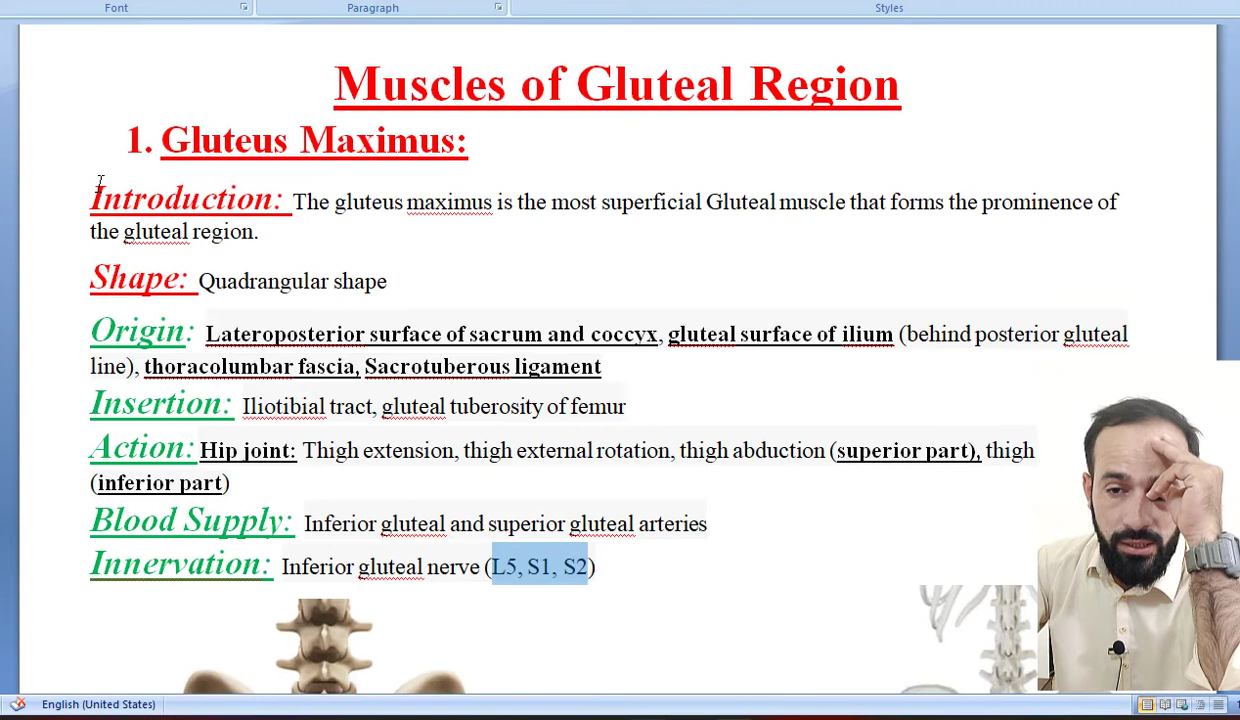 Font Paragraph Styles
Muscles of Gluteal Region
1. Gluteus Maximus:
Introduction: The gluteus maximus is the most superficial Gluteal muscle that forms the prominence of
the gluteal region.
Shape: Quadrangular shape
Origin: Lateroposterior surface of sacrum and coccyx, gluteal surface of ilium (behind posterior gluteal
line), thoracolumbar fascia, Sacrotuberous ligament
Insertion: Iliotibial tract, gluteal tuberosity of femur
Action: Hip joint: Thigh extension, thigh external rotation, thigh abduction (superior part), thigh
(inferior part)
Blood Supply: Inferior gluteal and superior gluteal arteries
Innervation: Inferior gluteal nerve (L5, S1, S2)
English (United States)